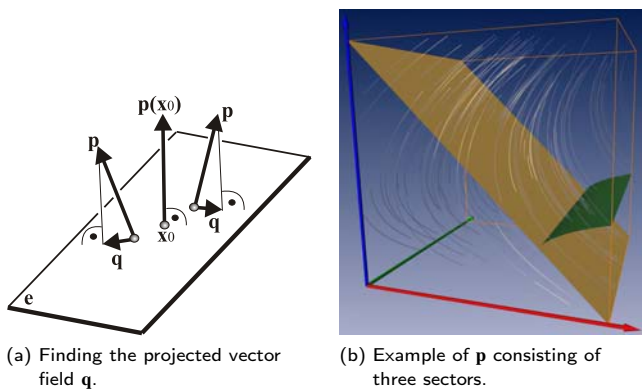 p(x0)
p
p
q
x0
q
e
(a) Finding the projected vector
field q.
(b) Example of p consisting of
three sectors.